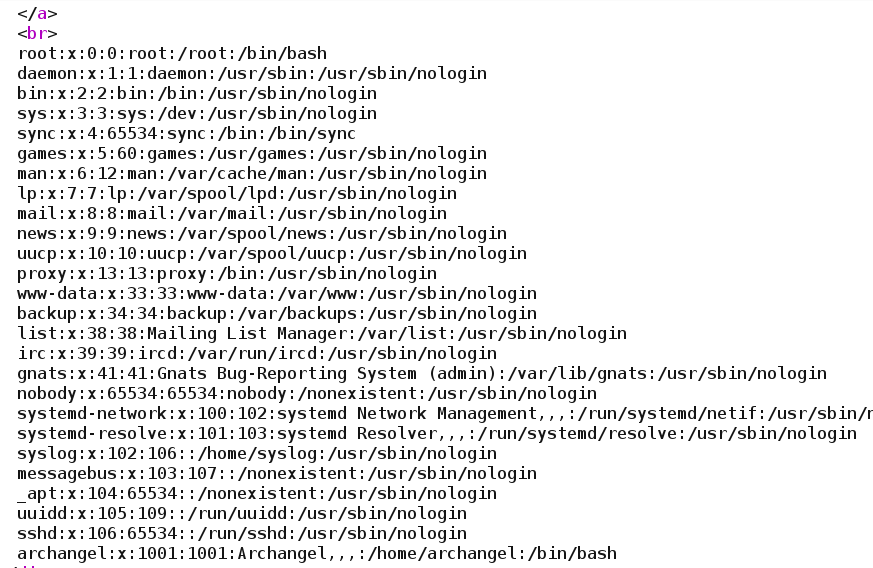 </a>
<br>
root:x:0:0:root:/root:/bin/bash
daemon:x:1:1:daemon:/usr/sbin:/usr/sbin/nologin
bin:x:2:2:bin:/bin:/usr/sbin/nologin
sys:x:3:3:sys:/dev:/usr/sbin/nologin
sync:x:4:65534:sync:/bin:/bin/sync
games:x:5:60:games:/usr/games:/usr/sbin/nologin
man:x:6:12:man:/var/cache/man:/usr/sbin/nologin
lp:x:7:7:lp:/var/spool/lpd:/usr/sbin/nologin
mail:x:8:8:mail:/var/mail:/usr/sbin/nologin
news:x:9:9:news:/var/spool/news:/usr/sbin/nologin
uucp:x:10:10:uucp:/var/spool/uucp:/usr/sbin/nologin
proxy:x:13:13:proxy:/bin:/usr/sbin/nologin
www-data:x:33:33:www-data:/var/www:/usr/sbin/nologin
backup:x:34:34:backup:/var/backups:/usr/sbin/nologin
list:x:38:38:Mailing List Manager:/var/list:/usr/sbin/nologin
irc:x:39:39:ircd:/var/run/ircd:/usr/sbin/nologin
gnats:x:41:41:Gnats Bug-Reporting System (admin):/var/lib/gnats:/usr/sbin/nologin
nobody:x:65534:65534:nobody:/nonexistent:/usr/sbin/nologin
systemd-network:x:100:102:systemd Network Management,,,:/run/systemd/netif:/usr/sbin/
systemd-resolve:x:101:103:systemd Resolver,,,:/run/systemd/resolve:/usr/sbin/nologin
syslog:x:102:106::/home/syslog:/usr/sbin/nologin
messagebus:x:103:107::/nonexistent:/usr/sbin/nologin
_apt:x:104:65534::/nonexistent:/usr/sbin/nologin
uuidd:x:105:109::/run/uuidd:/usr/sbin/nologin
sshd:x:106:65534::/run/sshd:/usr/sbin/nologin
archangel:x:1001:1001:Archangel,,,:/home/archangel:/bin/bash